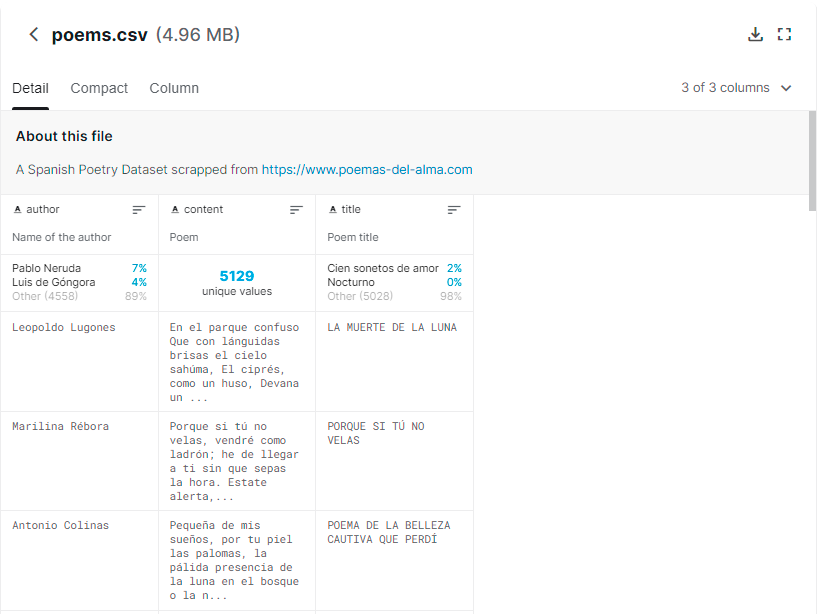 poems.csv (4.96 MB)
Detail Compact Column 3 of 3 columns
About this file
A Spanish Poetry Dataset scrapped from https://www.poemas-del-alma.com
A author A content A title
Name of the author Poem Poem title
Pablo Neruda 7%
Luis de Góngora 4%
Other (4558) 89%
5129
unique values
Cien sonetos de amor 2%
Nocturno 0%
Other (5028) 98%
Leopoldo Lugones
En el parque confuso
Que con lánguidas
brisas el cielo
sahúma, El ciprés,
como un huso, Devana
un ...
LA MUERTE DE LA LUNA
Marilina Rébora
Porque si tú no
velas, vendré como
ladrón; he de llegar
a ti sin que sepas
la hora. Estate
alerta,...
PORQUE SI TÚ NO
VELAS
Antonio Colinas
Pequeña de mis
sueños, por tu piel
las palomas, la
pálida presencia de
la luna en el bosque
o la n...
POEMA DE LA BELLEZA
CAUTIVA QUE PERDÍ